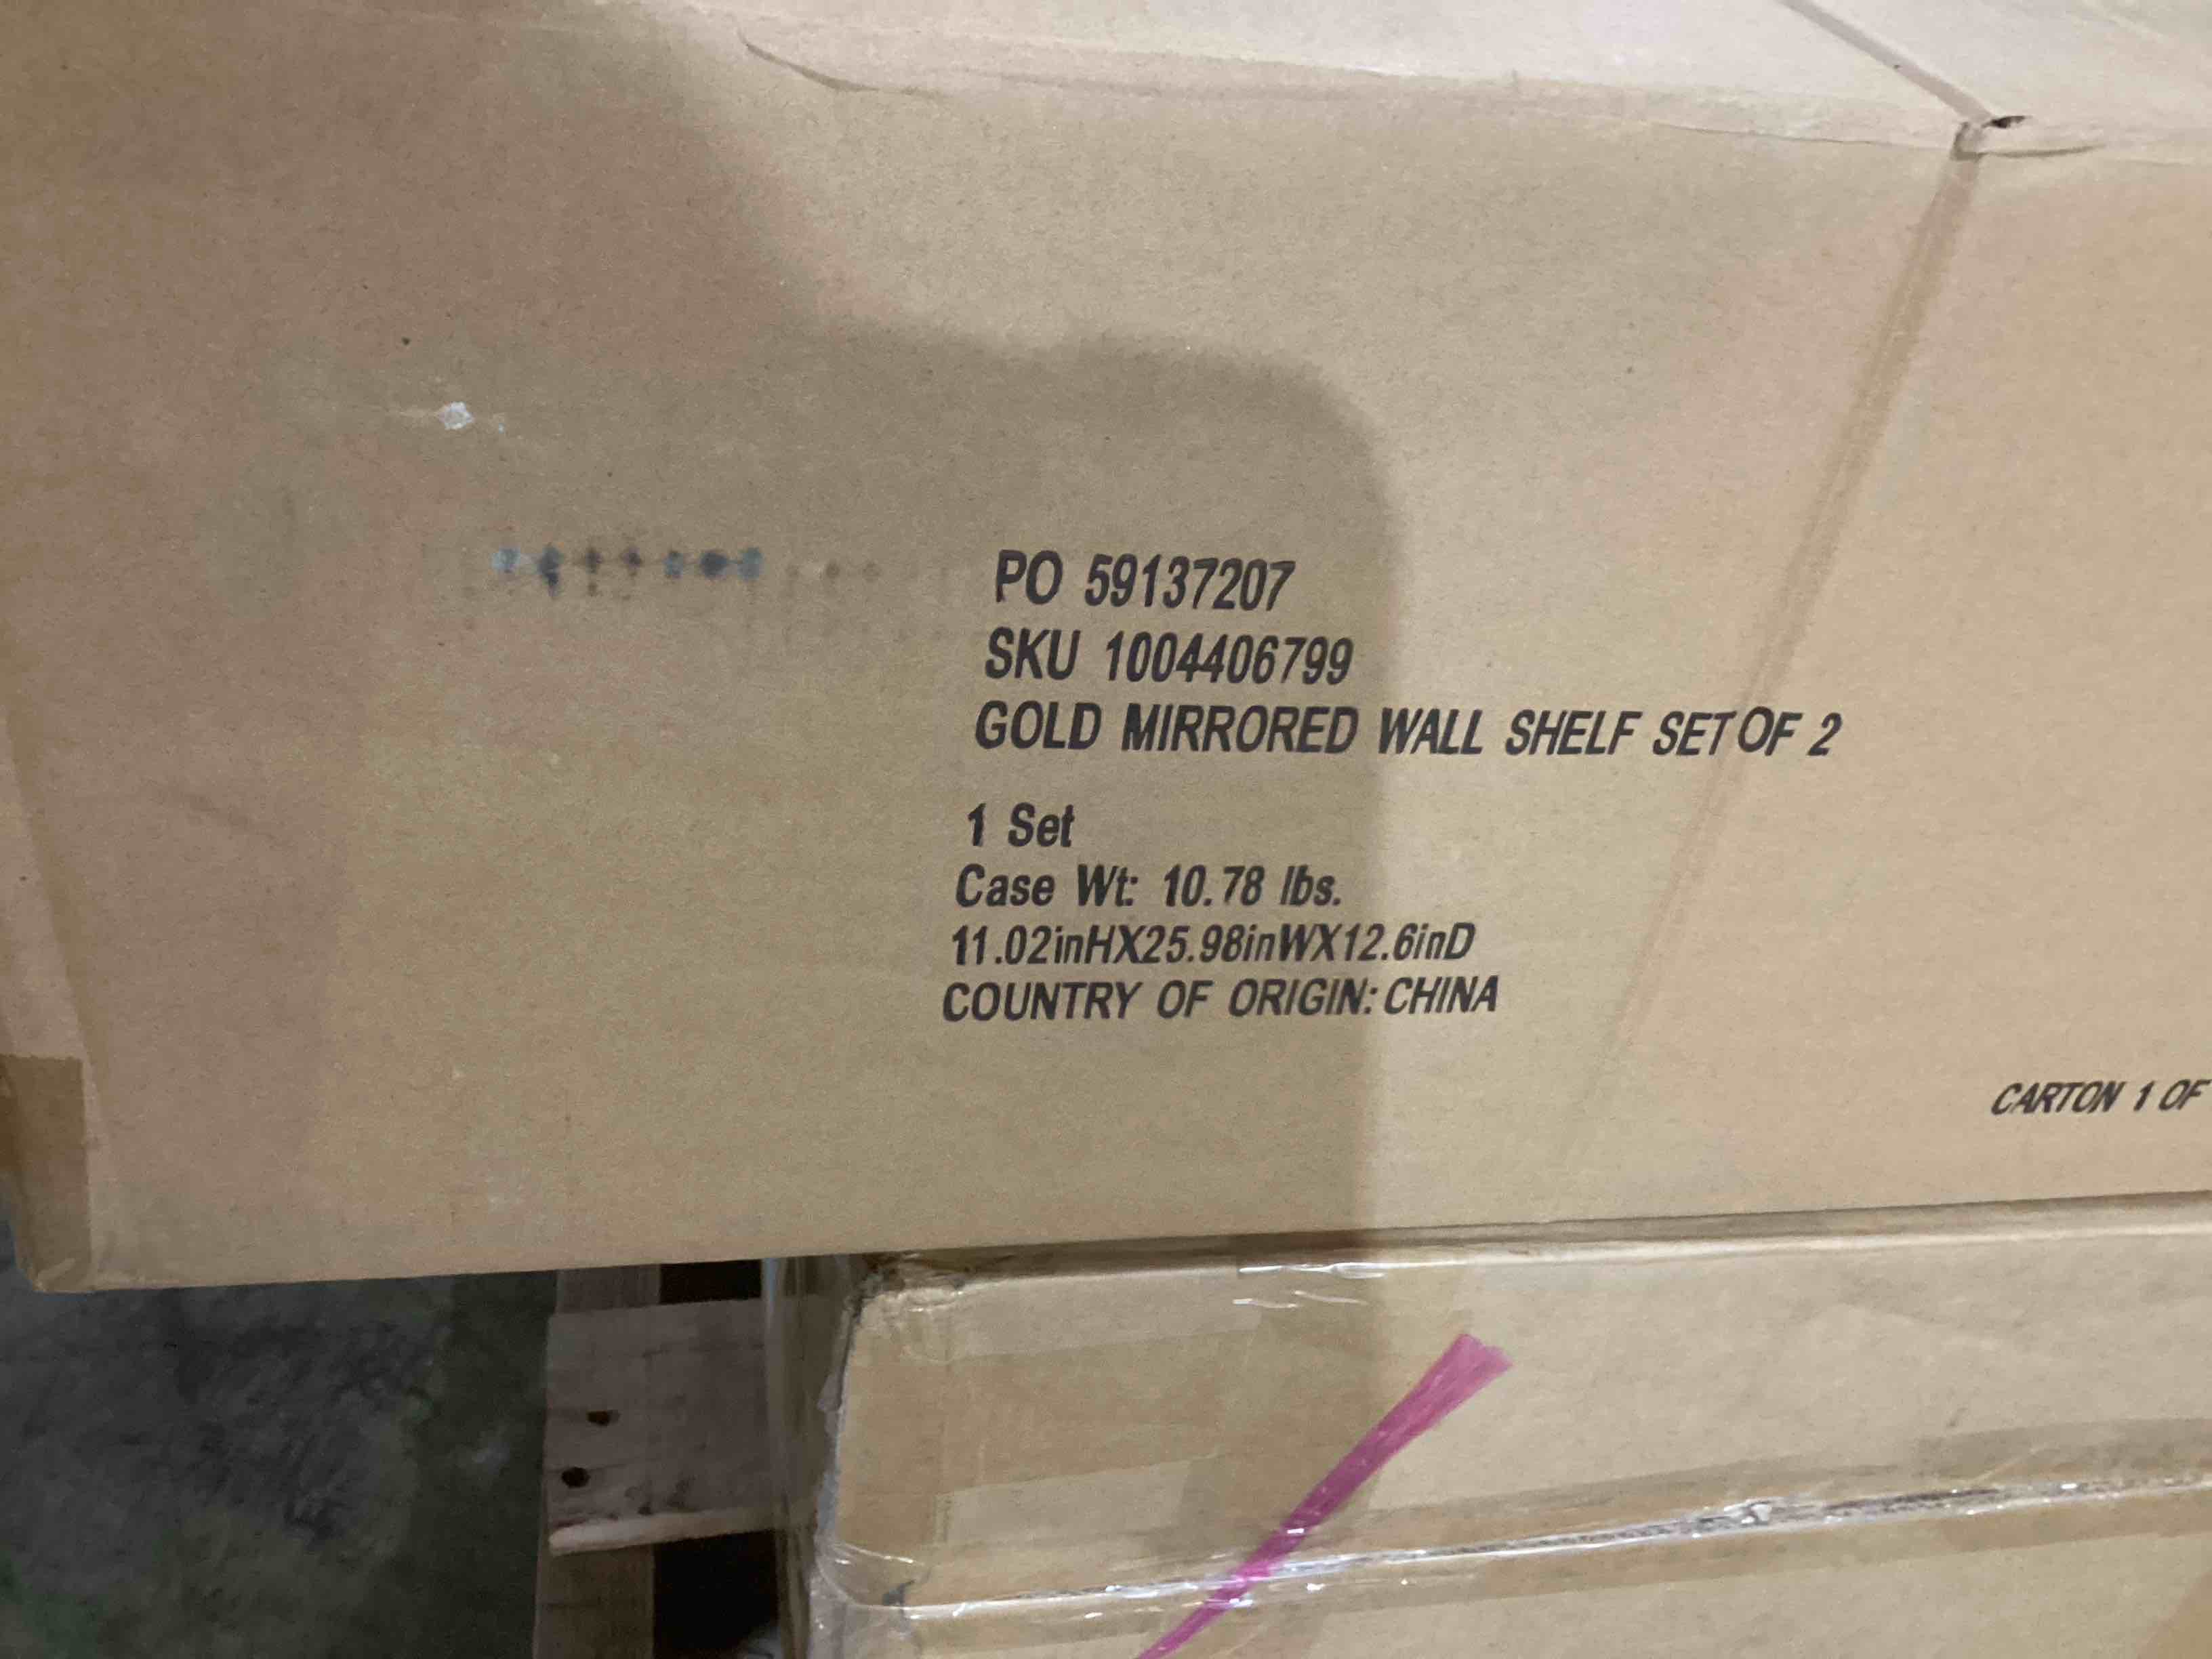 PO 59137207
SKU 1004406799
GOLD MIRRORED WALL SHELF SET OF 2
1 Set
Case Wt: 10.78 lbs.
11.02inHX25.98inWX12.6inD
COUNTRY OF ORIGIN: CHINA
CARTON 1 OF